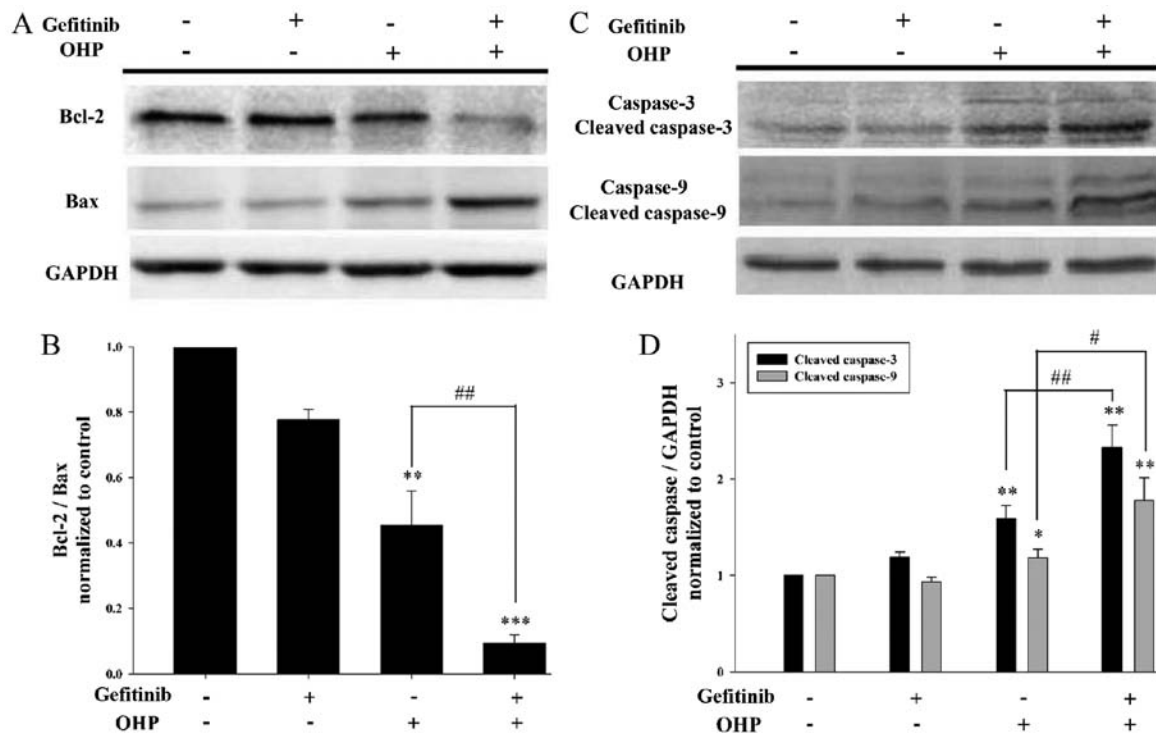 A
Gefitinib - + - +
OHP - - + +
Bcl-2
Bax
GAPDH
C
Gefitinib - + - +
OHP - - + +
Caspase-3
Cleaved caspase-3
Caspase-9
Cleaved caspase-9
GAPDH
B
Bcl-2 / Bax
normalized to control
1.0
0.8
0.6
0.4
0.2
0.0
##
**
***
Gefitinib - + - +
OHP - - + +
D
Cleaved caspase / GAPDH
normalized to control
3
2
1
0
Cleaved caspase-3
Cleaved caspase-9
#
##
**
**
**
*
Gefitinib - + - +
OHP - - + +